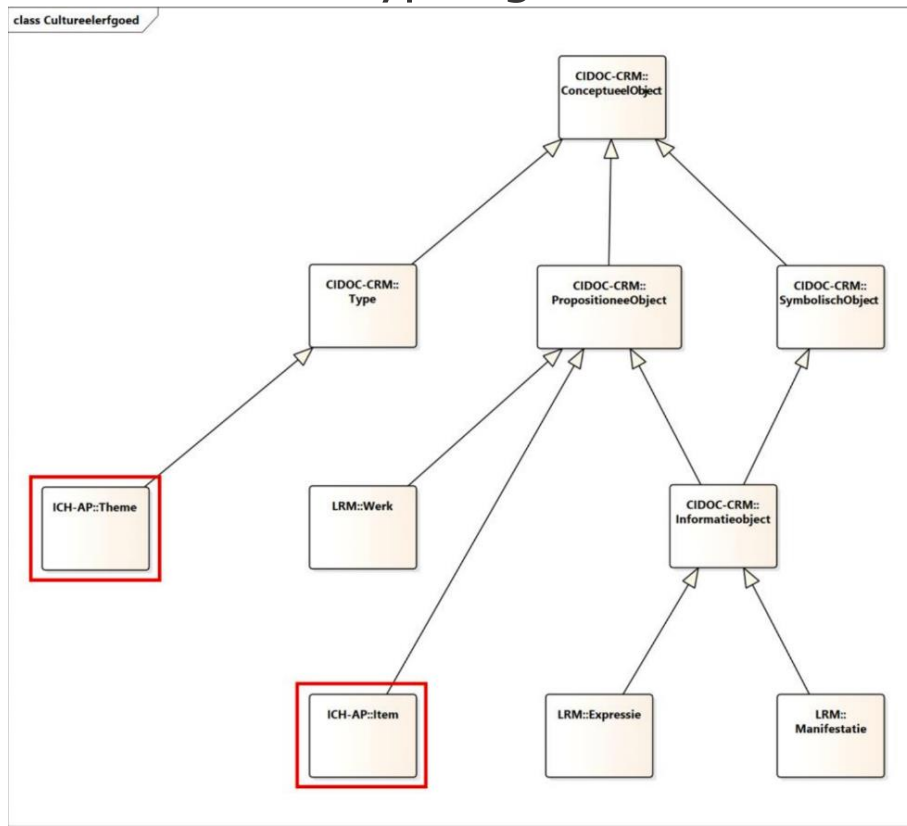 class Cultureelerfgoed
CIDOC-CRM::
ConceptueelObject
CIDOC-CRM::
Type
CIDOC-CRM::
PropositioneeObject
CIDOC-CRM::
SymbolischObject
ICH-AP::Theme
LRM::Werk
CIDOC-CRM::
Informatieobject
ICH-AP::Item
LRM::Expressie
LRM::
Manifestatie